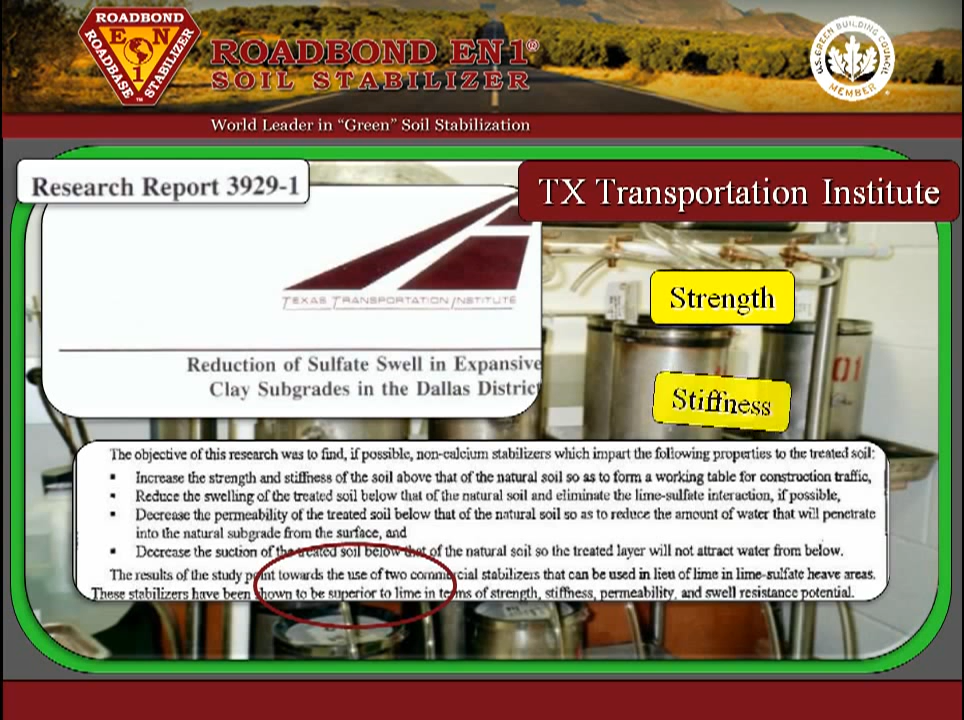 ROADBOND
EN1
ROADBASE
STABILIZER
™
ROADBOND EN1®
SOIL STABILIZER
U.S. GREEN BUILDING COUNCIL
MEMBER
World Leader in “Green” Soil Stabilization
Research Report 3929-1
TX Transportation Institute
TEXAS TRANSPORTATION INSTITUTE
Strength
Reduction of Sulfate Swell in Expansive
Clay Subgrades in the Dallas District
01
Stiffness
The objective of this research was to find, if possible, non-calcium stabilizers which impart the following properties to the treated soil:
▪ Increase the strength and stiffness of the soil above that of the natural soil so as to form a working table for construction traffic,
▪ Reduce the swelling of the treated soil below that of the natural soil and eliminate the lime-sulfate interaction, if possible,
▪ Decrease the permeability of the treated soil below that of the natural soil so as to reduce the amount of water that will penetrate
into the natural subgrade from the surface, and
▪ Decrease the suction of the treated soil below that of the natural soil so the treated layer will not attract water from below.
The results of the study point towards the use of two commercial stabilizers that can be used in lieu of lime in lime-sulfate heave areas.
These stabilizers have been shown to be superior to lime in terms of strength, stiffness, permeability, and swell resistance potential.